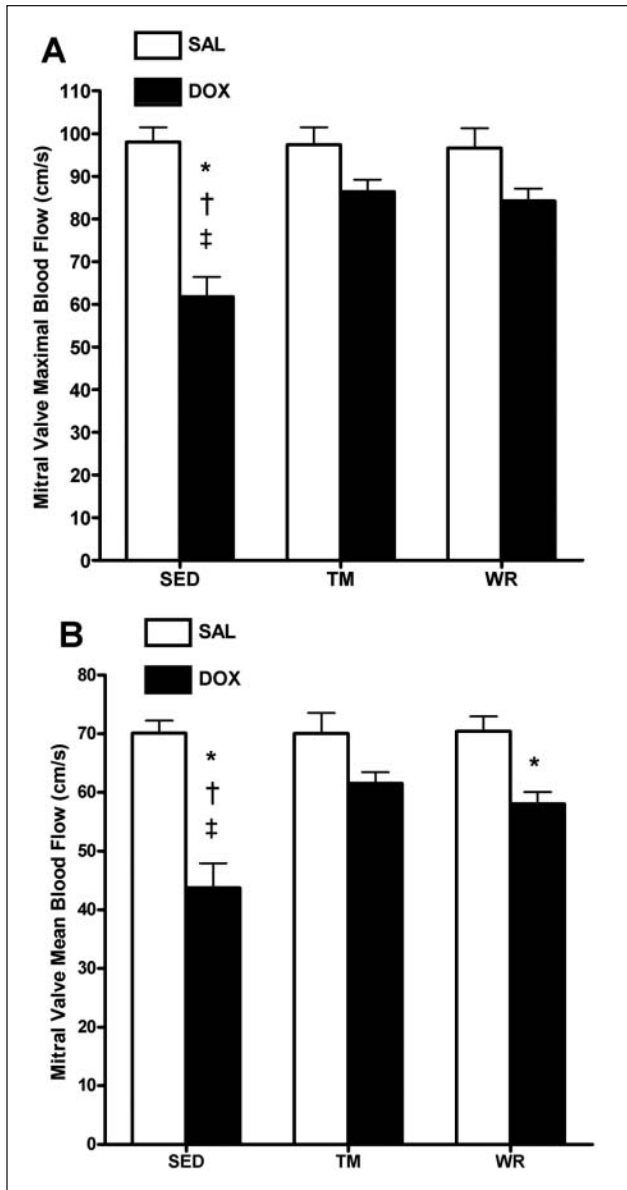 A
SAL
DOX
Mitral Valve Maximal Blood Flow (cm/s)
110
100
90
80
70
60
50
40
30
20
10
0
*
†
‡
SED TM WR
B
SAL
DOX
Mitral Valve Mean Blood Flow (cm/s)
80
70
60
50
40
30
20
10
0
*
†
‡
*
SED TM WR